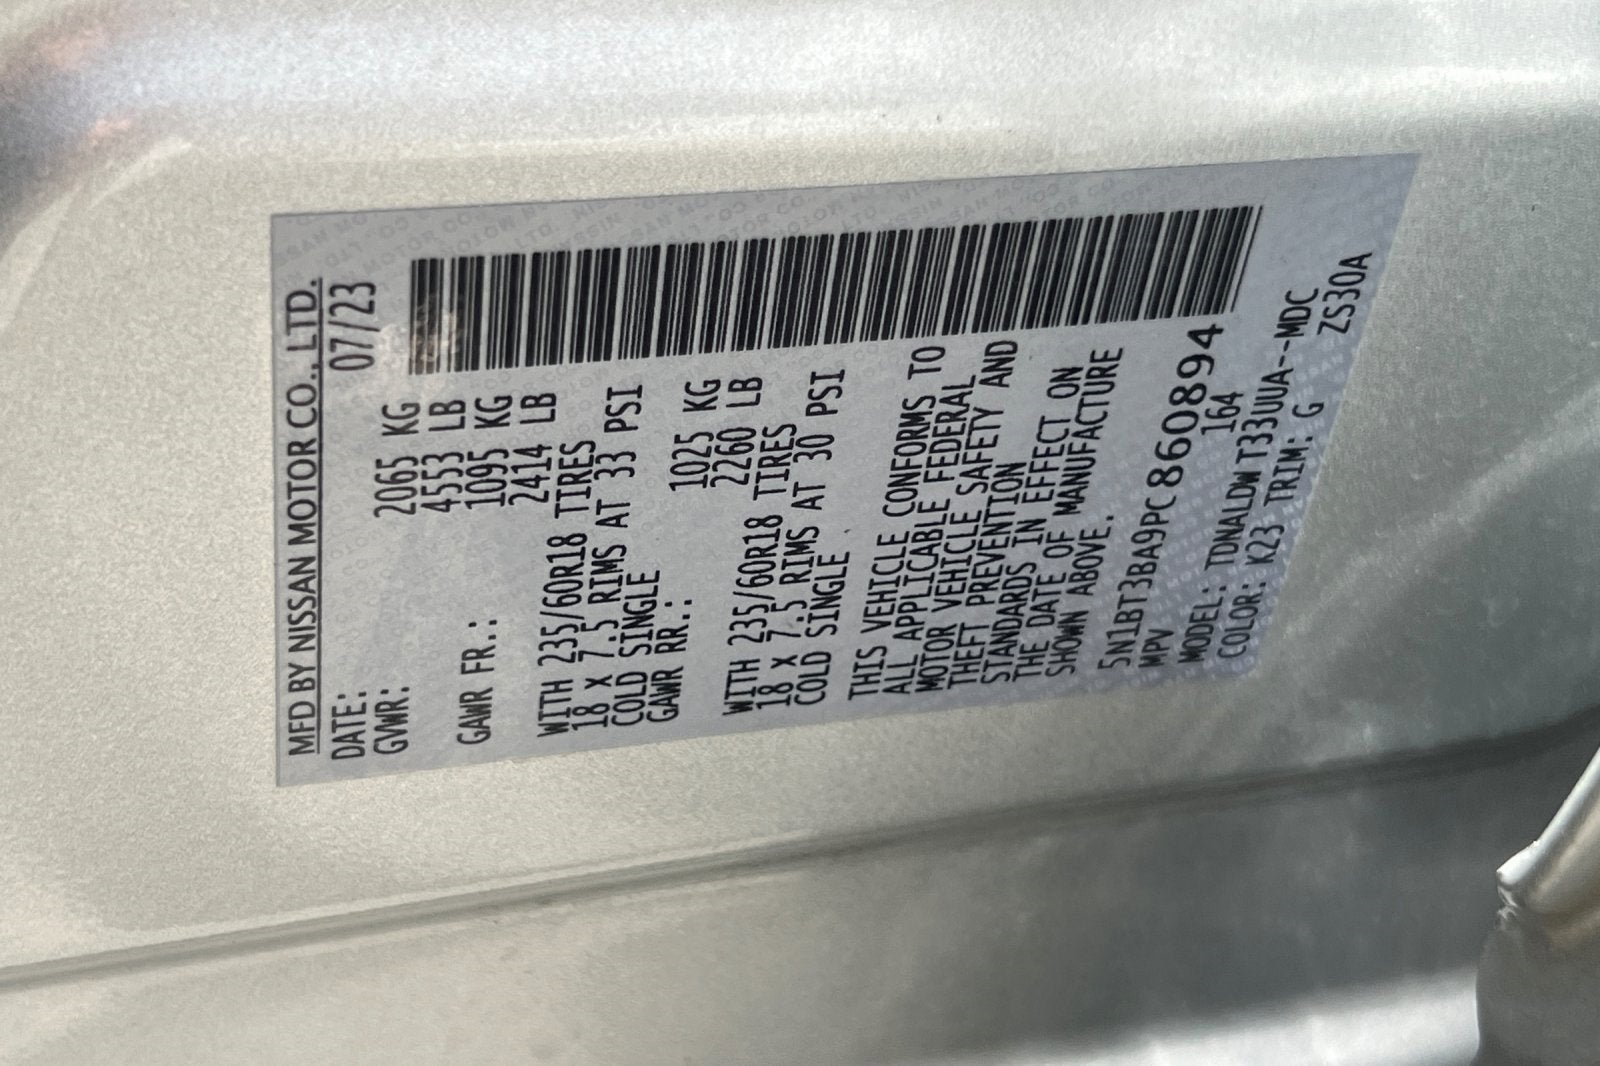 MFD BY NISSAN MOTOR CO., LTD.
DATE: 07/23
GVWR: 2065 KG
4553 LB
GAWR FR.: 1095 KG
2414 LB
WITH 235/60R18 TIRES
18 X 7.5 RIMS AT 33 PSI
COLD SINGLE
GAWR RR.: 1025 KG
2260 LB
WITH 235/60R18 TIRES
18 X 7.5 RIMS AT 30 PSI
COLD SINGLE
THIS VEHICLE CONFORMS TO
ALL APPLICABLE FEDERAL
MOTOR VEHICLE SAFETY AND
THEFT PREVENTION
STANDARDS IN EFFECT ON
THE DATE OF MANUFACTURE
SHOWN ABOVE.
5N1BT3BA9PC860894
MPV 164
MODEL: TDNALDWT33UUA--MDC
COLOR: K23 TRIM: G ZS30A